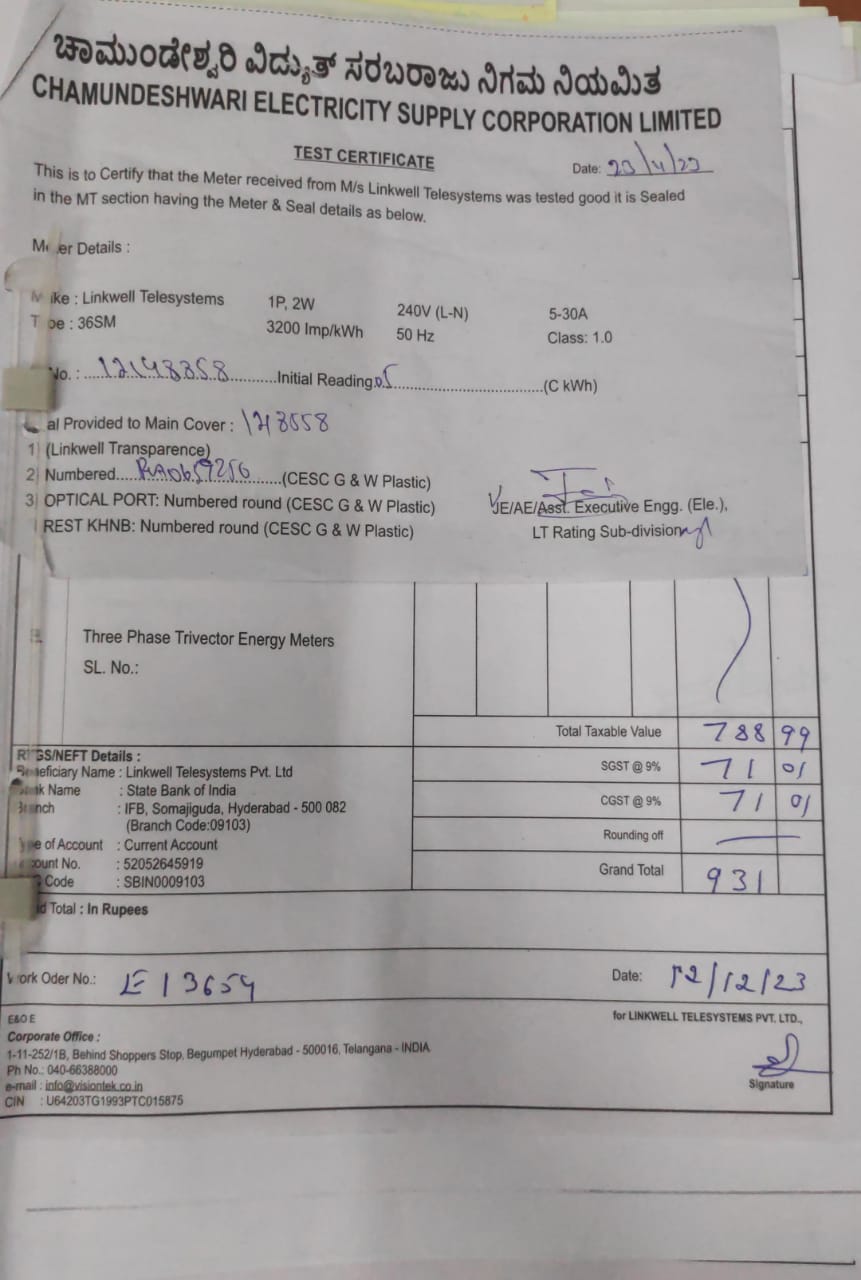 ಚಾಮುಂಡೇಶ್ವರಿ ವಿದ್ಯುತ್ ಸರಬರಾಜು ನಿಗಮ ನಿಯಮಿತ
CHAMUNDESHWARI ELECTRICITY SUPPLY CORPORATION LIMITED
TEST CERTIFICATE
Date:
This is to Certify that the Meter received from M/s Linkwell Telesystems was tested good it is Sealed
in the MT section having the Meter & Seal details as below.
er Details :
ke : Linkwell Telesystems 1P, 2W 240V (L-N) 5-30A
pe : 36SM 3200 Imp/kWh 50 Hz Class: 1.0
No. : 12148358 Initial Reading 05 (C kWh)
al Provided to Main Cover :
1 (Linkwell Transparence)
2 Numbered (CESC G & W Plastic)
3 OPTICAL PORT: Numbered round (CESC G & W Plastic)
REST KHNB: Numbered round (CESC G & W Plastic)
JE/AE/Asst. Executive Engg. (Ele.),
LT Rating Sub-division
Three Phase Trivector Energy Meters
SL. No.:
Total Taxable Value 788 99
SGST @ 9% 71 01
CGST @ 9% 71 01
Rounding off
Grand Total 931
GS/NEFT Details :
eficiary Name : Linkwell Telesystems Pvt. Ltd
k Name : State Bank of India
nch : IFB, Somajiguda, Hyderabad - 500 082
(Branch Code:09103)
e of Account : Current Account
ount No. : 52052645919
Code : SBIN0009103
d Total : In Rupees
ork Oder No.: E13659 Date: 12/12/23
E&O E
for LINKWELL TELESYSTEMS PVT. LTD.,
Corporate Office :
1-11-252/1B, Behind Shoppers Stop, Begumpet Hyderabad - 500016, Telangana - INDIA
Ph No.: 040-66388000
e-mail : info@visiontek.co.in
CIN : U64203TG1993PTC015875
Signature